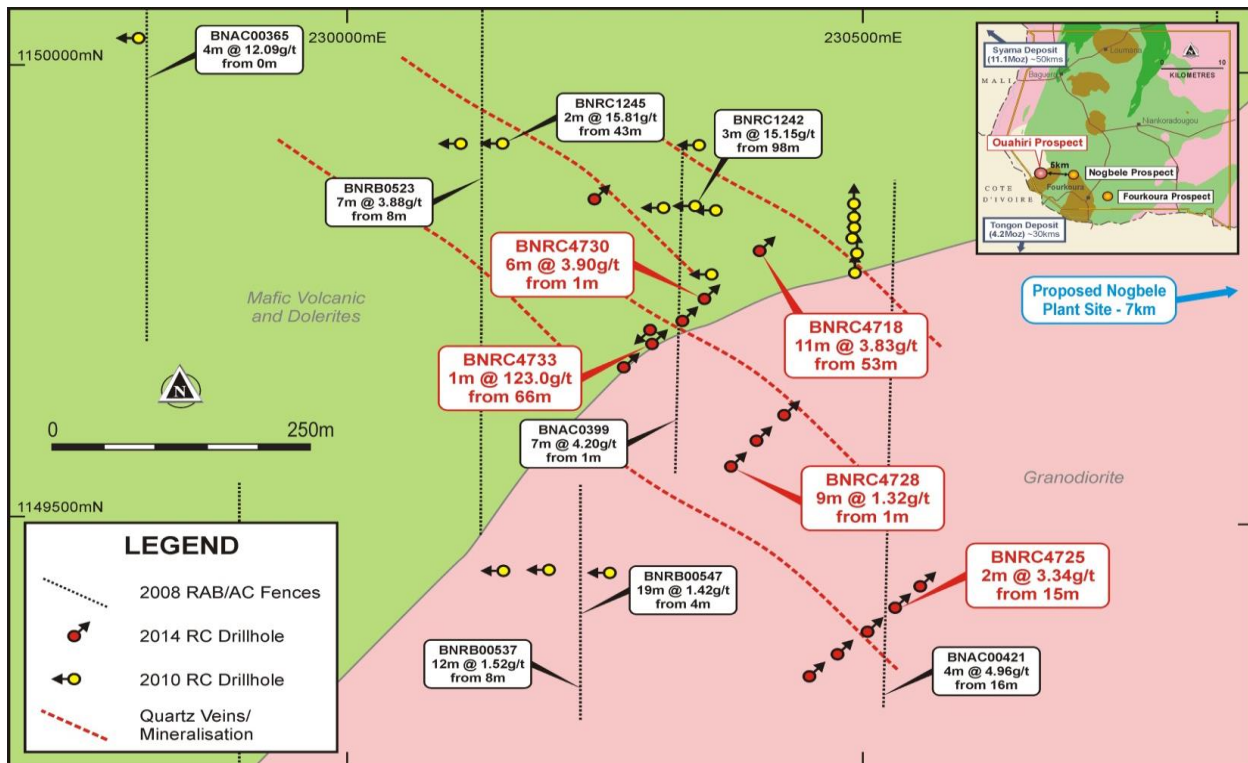 230000mE
230500mE
1150000mN
BNAC00365
4m @ 12.09g/t
from 0m
BNRC1245
2m @ 15.81g/t
from 43m
BNRC1242
3m @ 15.15g/t
from 98m
BNRB0523
7m @ 3.88g/t
from 8m
Syama Deposit
(11.1Moz) ~50kms
Loumana
N
0
10
KILOMETRES
MALI
Baguera
Niankoradougou
Ouahiri Prospect
5km
Nogbele Prospect
Fourkoura
COTE
D'IVOIRE
Fourkoura Prospect
Tongon Deposit
(4.2Moz) ~30kms
BNRC4730
6m @ 3.90g/t
from 1m
Mafic Volcanic
and Dolerites
Proposed Nogbele
Plant Site - 7km
BNRC4718
11m @ 3.83g/t
from 53m
BNRC4733
1m @ 123.0g/t
from 66m
N
0
250m
BNAC0399
7m @ 4.20g/t
from 1m
BNRC4728
9m @ 1.32g/t
from 1m
Granodiorite
1149500mN
LEGEND
2008 RAB/AC Fences
2014 RC Drillhole
2010 RC Drillhole
Quartz Veins/
Mineralisation
BNRB00547
19m @ 1.42g/t
from 4m
BNRC4725
2m @ 3.34g/t
from 15m
BNRB00537
12m @ 1.52g/t
from 8m
BNAC00421
4m @ 4.96g/t
from 16m